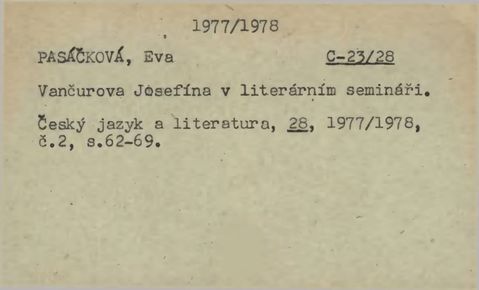 1977/1978
PASÁČKOVÁ, Eva C-23/28
Vančurova Josefína v literárním semináři.
Český jazyk a literatura, 28, 1977/1978,
č.2, s.62-69.